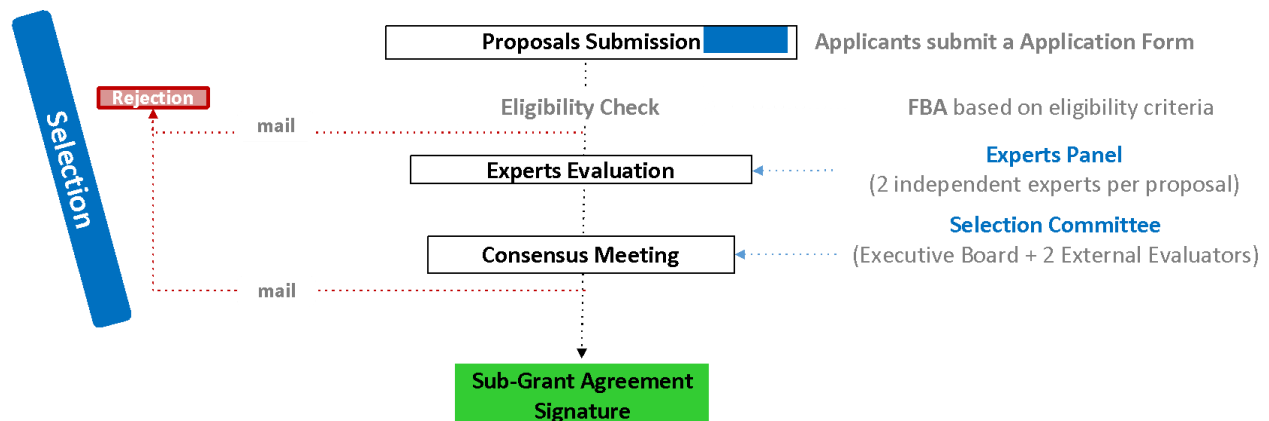 Proposals Submission
Applicants submit a Application Form
Selection
Rejection
Eligibility Check
FBA based on eligibility criteria
mail
Experts Evaluation
Experts Panel
(2 independent experts per proposal)
Consensus Meeting
Selection Committee
(Executive Board + 2 External Evaluators)
mail
Sub-Grant Agreement
Signature